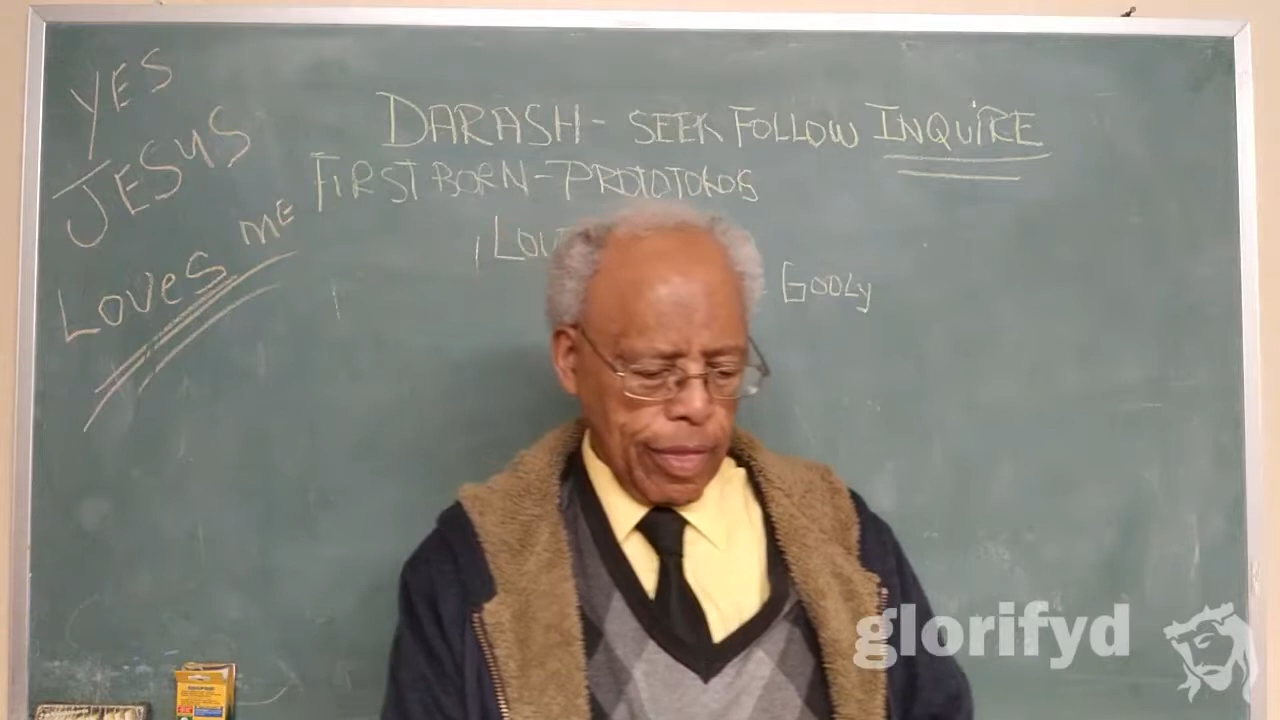 YES
JESUS
LOVES ME
DARASH - SEEK FOLLOW INQUIRE
FIRST BORN - PROTOTOKOS
GODLY
glorifyd